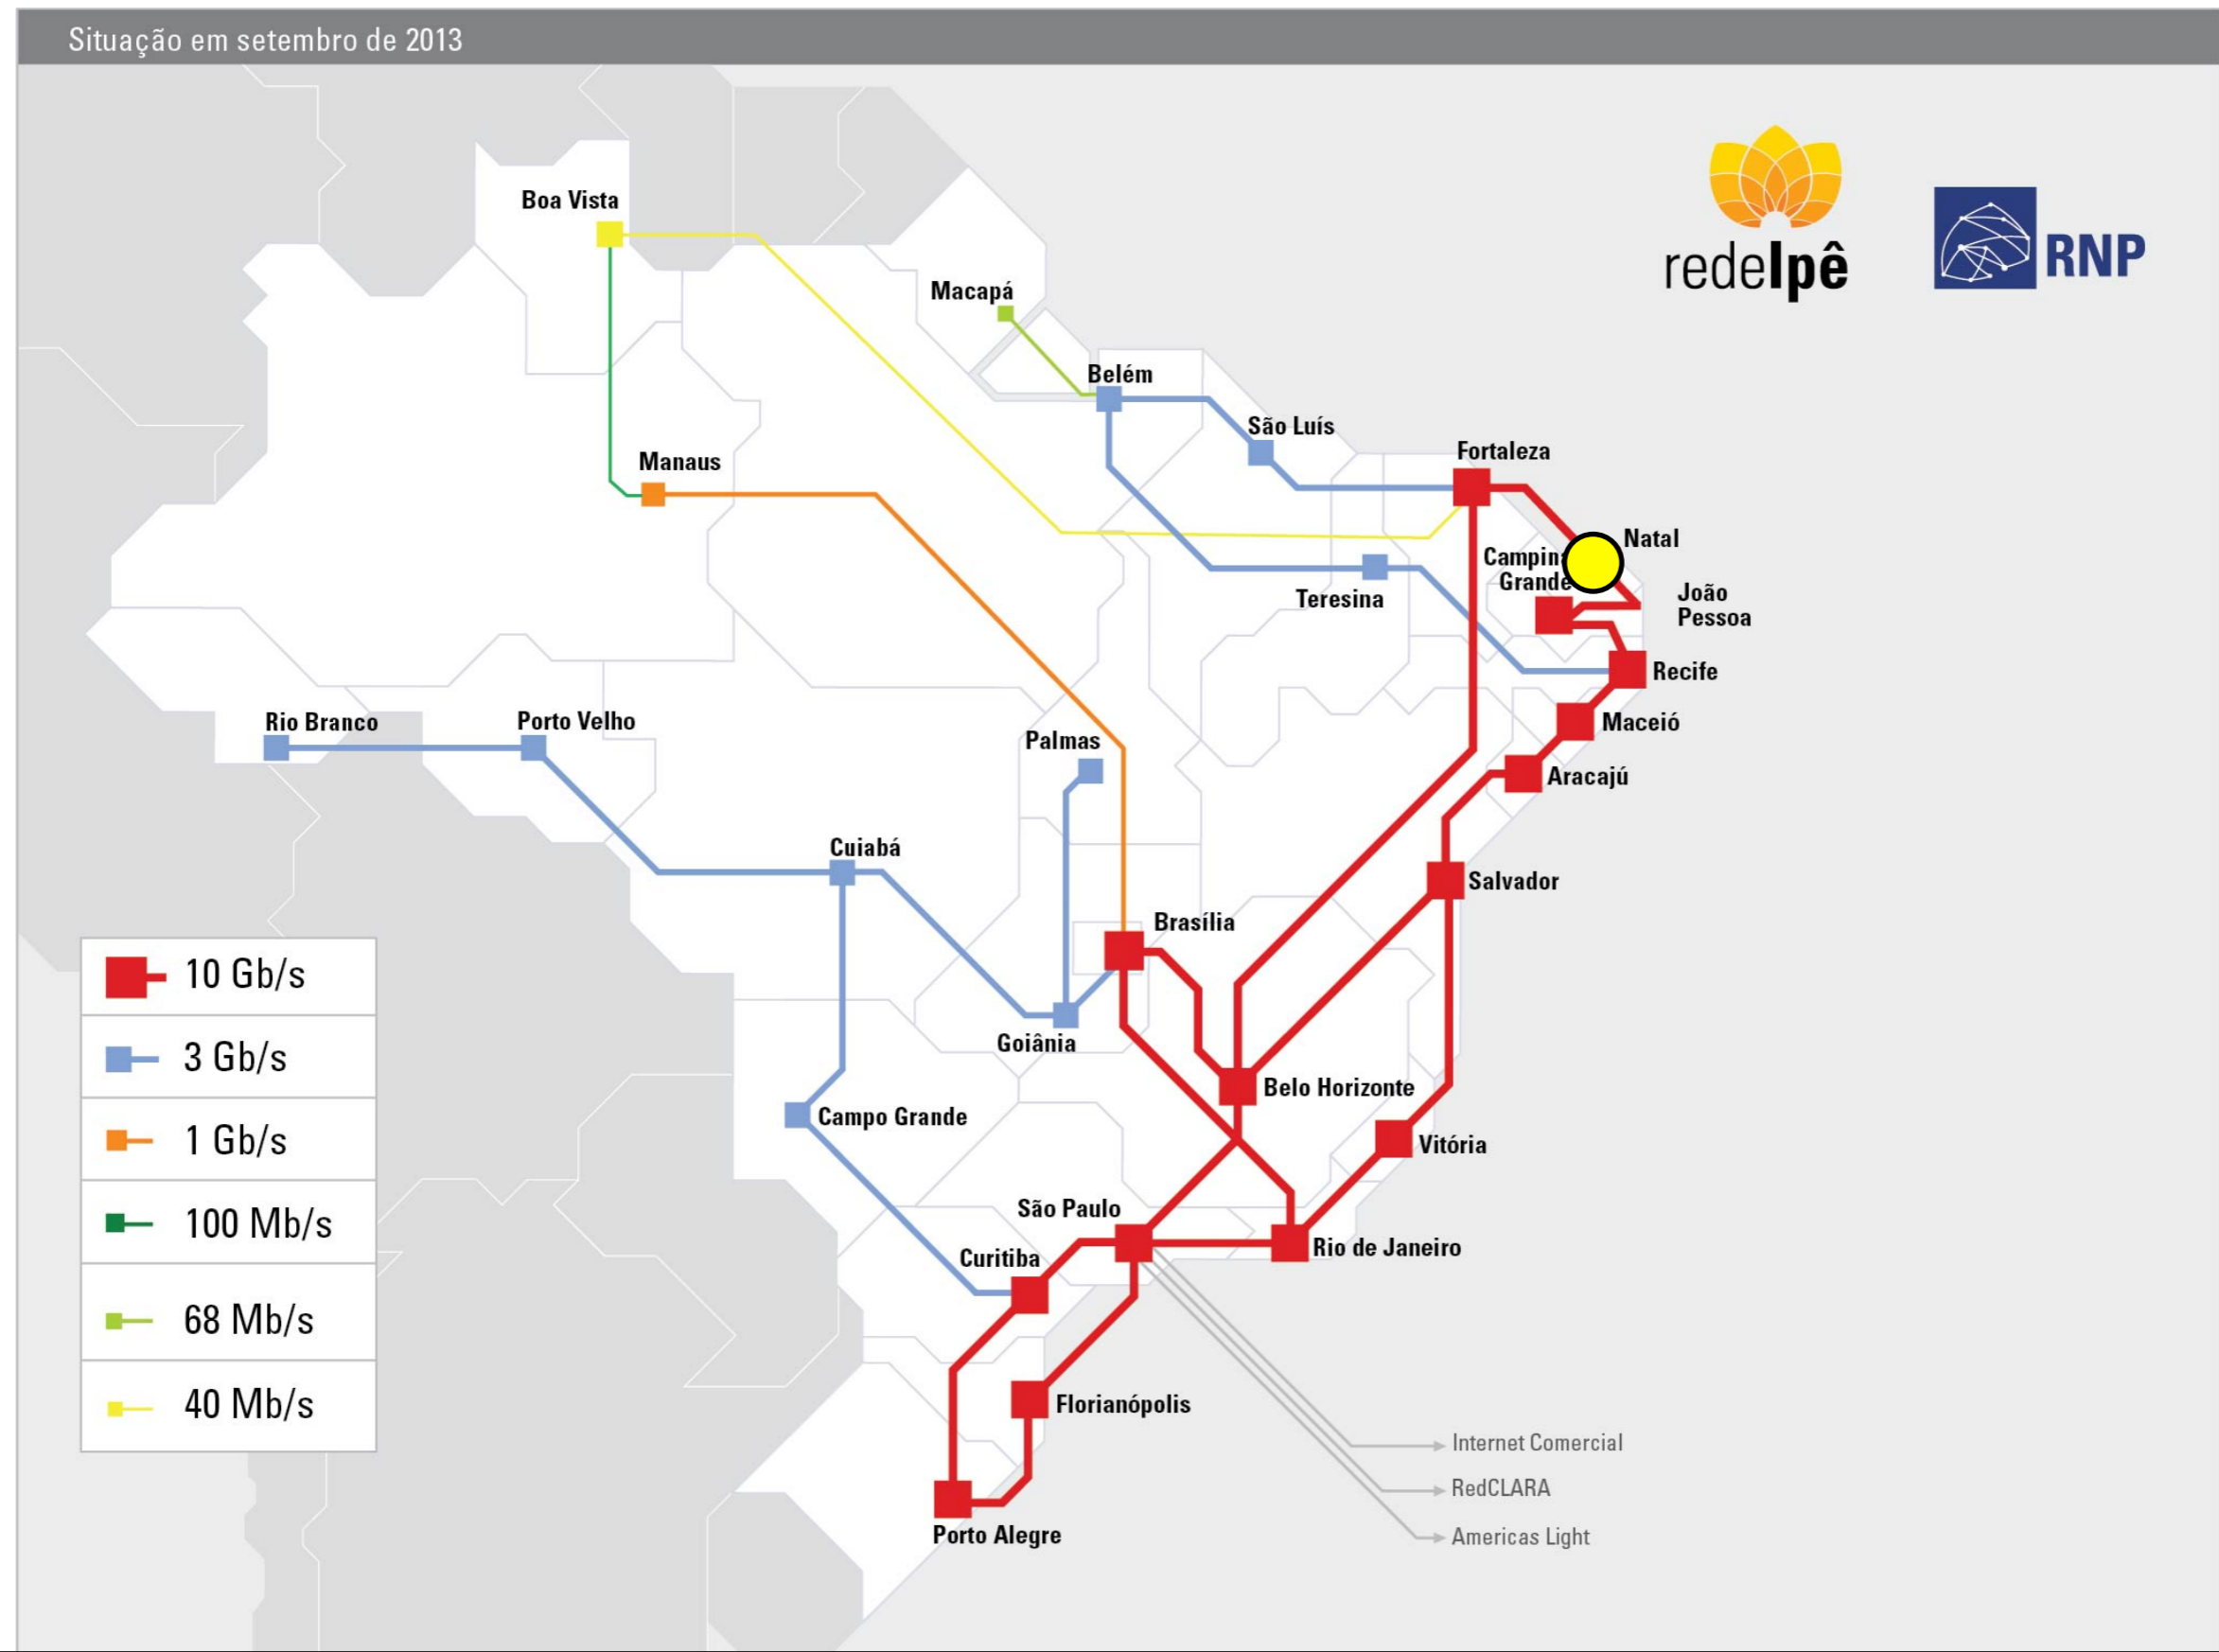 Situação em setembro de 2013
Boa Vista
Macapá
redeIpê
RNP
Belém
São Luís
Fortaleza
Manaus
Natal
Campin
Grande
João
Pessoa
Teresina
Recife
Rio Branco
Porto Velho
Maceió
Palmas
Aracajú
Cuiabá
Salvador
Brasília
10 Gb/s
3 Gb/s
1 Gb/s
100 Mb/s
68 Mb/s
40 Mb/s
Goiânia
Belo Horizonte
Campo Grande
Vitória
São Paulo
Rio de Janeiro
Curitiba
Florianópolis
Porto Alegre
Internet Comercial
RedCLARA
Americas Light